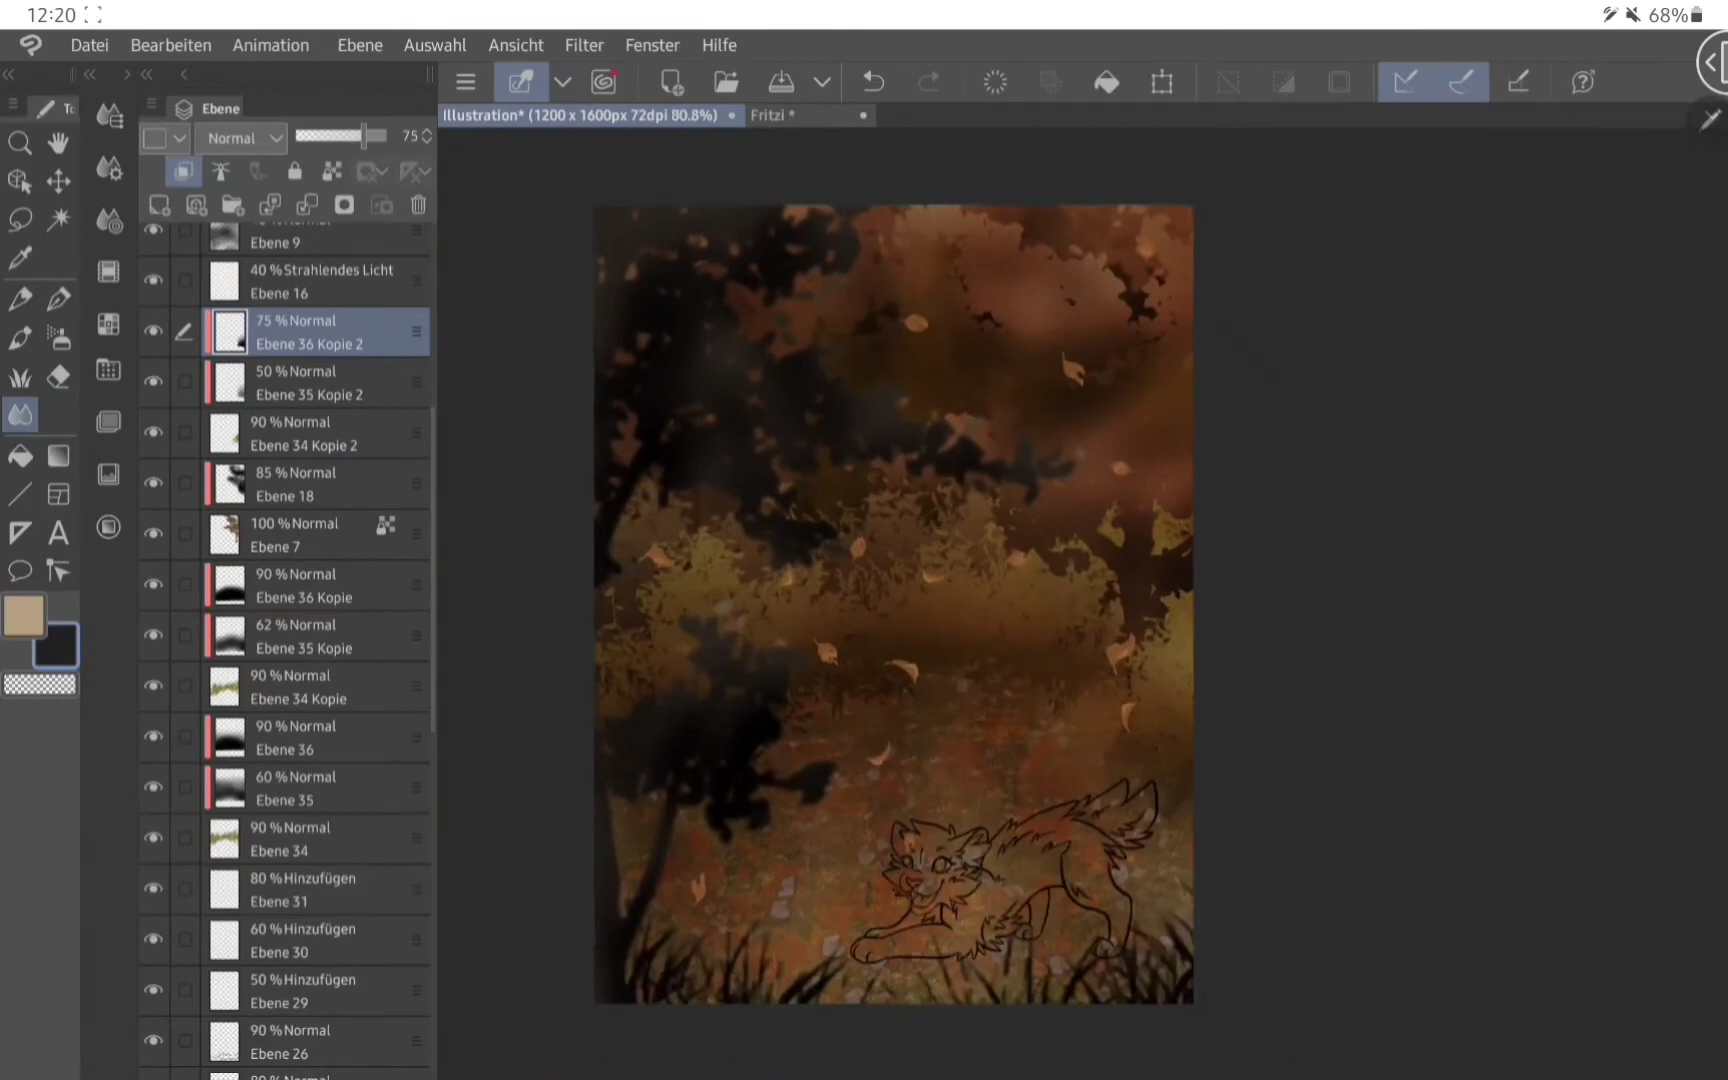 12:20
68%
Datei Bearbeiten Animation Ebene Auswahl Ansicht Filter Fenster Hilfe
Illustration* (1200 x 1600px 72dpi 80.8%)
Fritzi *
Ebene
Normal
75
Ebene 9
40 %Strahlendes Licht
Ebene 16
75 %Normal
Ebene 36 Kopie 2
50 %Normal
Ebene 35 Kopie 2
90 %Normal
Ebene 34 Kopie 2
85 %Normal
Ebene 18
100 %Normal
Ebene 7
90 %Normal
Ebene 36 Kopie
62 %Normal
Ebene 35 Kopie
90 %Normal
Ebene 34 Kopie
90 %Normal
Ebene 36
60 %Normal
Ebene 35
90 %Normal
Ebene 34
80 %Hinzufügen
Ebene 31
60 %Hinzufügen
Ebene 30
50 %Hinzufügen
Ebene 29
90 %Normal
Ebene 26